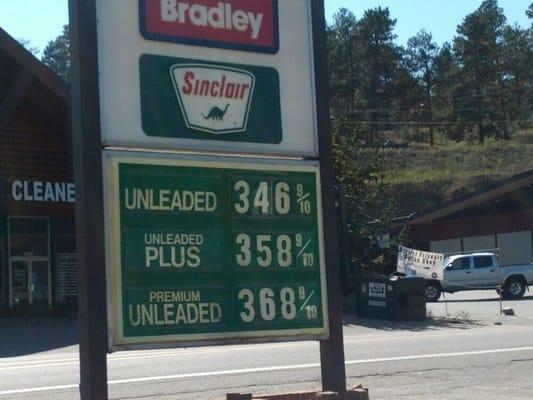 Bradley
Sinclair
UNLEADED 346 9/10
UNLEADED PLUS 358 9/10
PREMIUM UNLEADED 368 9/10
CLEANE